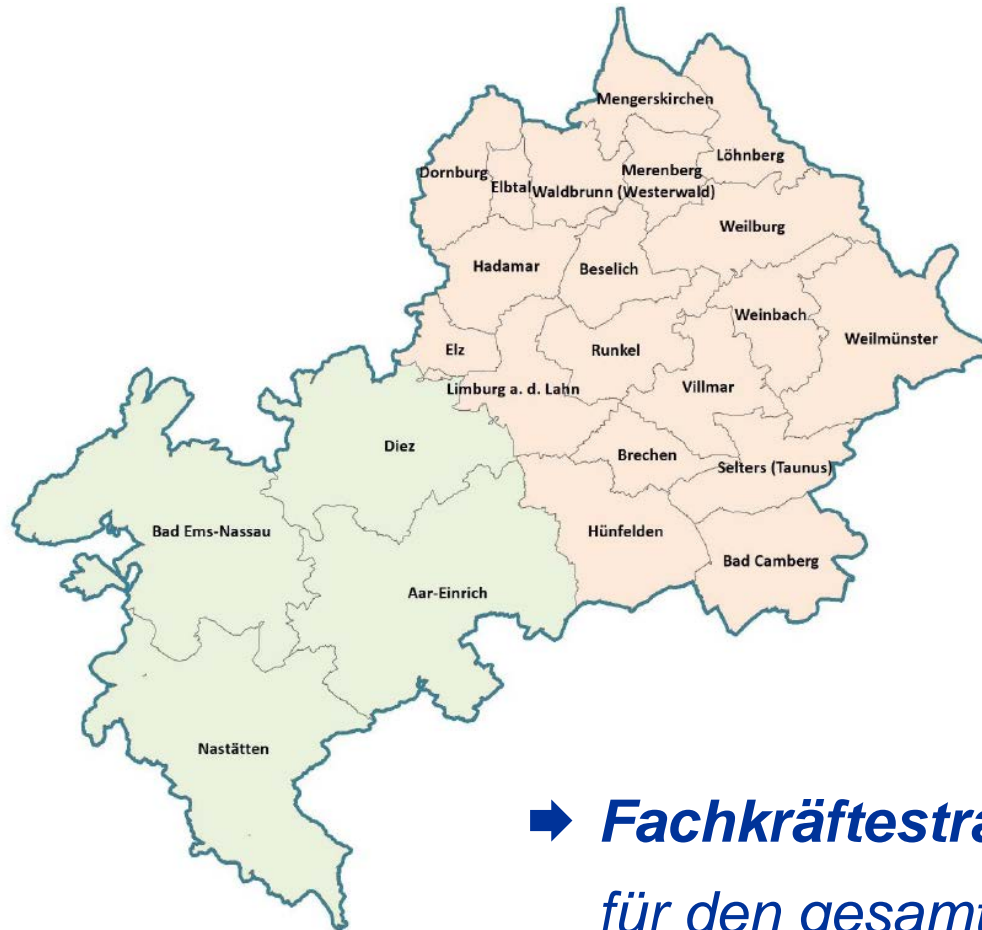 Mengerskirchen
Löhnberg
Merenberg
Dornburg
Elbtal
Waldbrunn (Westerwald)
Weilburg
Hadamar
Beselich
Weinbach
Weilmünster
Elz
Runkel
Limburg a. d. Lahn
Villmar
Diez
Brechen
Selters (Taunus)
Bad Ems-Nassau
Hünfelden
Bad Camberg
Aar-Einrich
Nastätten
➡ Fachkräftestra
für den gesamt